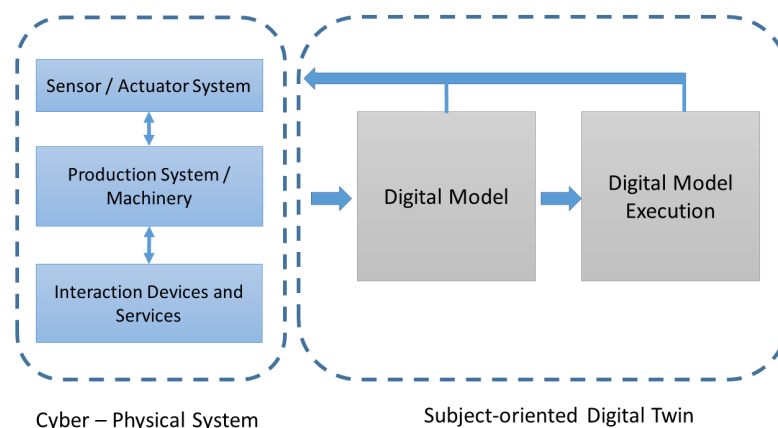 Sensor / Actuator System
Production System /
Machinery
Interaction Devices and
Services
Digital Model
Digital Model
Execution
Cyber – Physical System
Subject-oriented Digital Twin